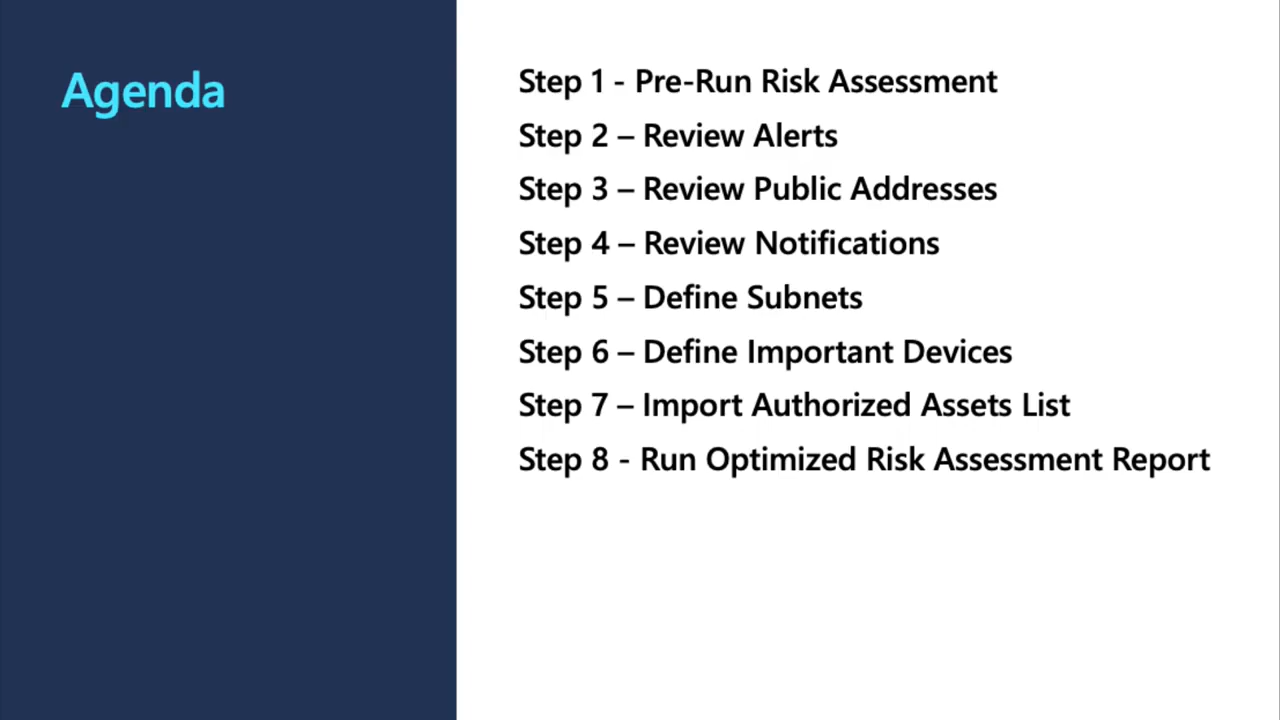 Agenda
Step 1 - Pre-Run Risk Assessment
Step 2 – Review Alerts
Step 3 – Review Public Addresses
Step 4 – Review Notifications
Step 5 – Define Subnets
Step 6 – Define Important Devices
Step 7 – Import Authorized Assets List
Step 8 - Run Optimized Risk Assessment Report